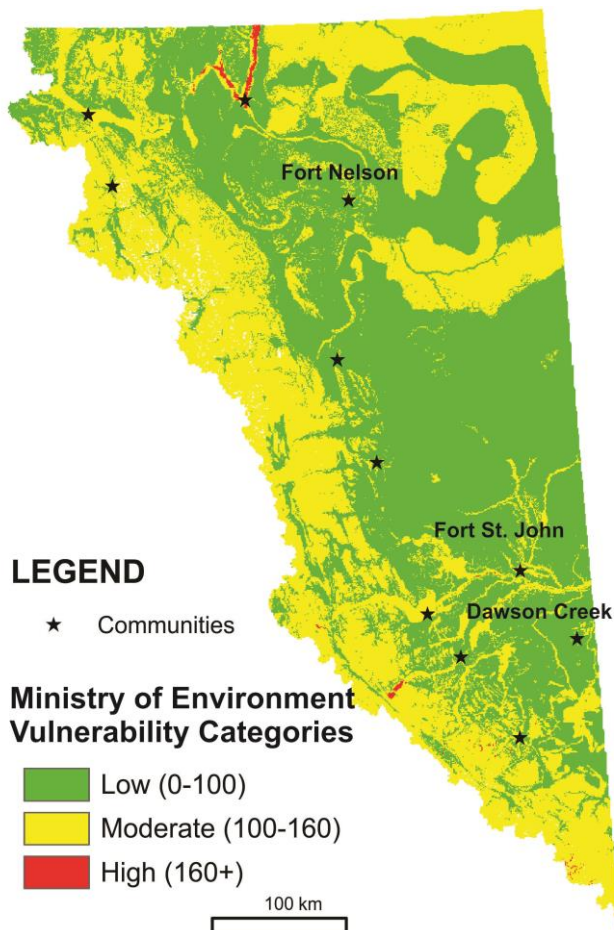 Fort Nelson
Fort St. John
LEGEND
Dawson Creek
Communities
Ministry of Environment
Vulnerability Categories
Low (0-100)
Moderate (100-160)
High (160+)
100 km